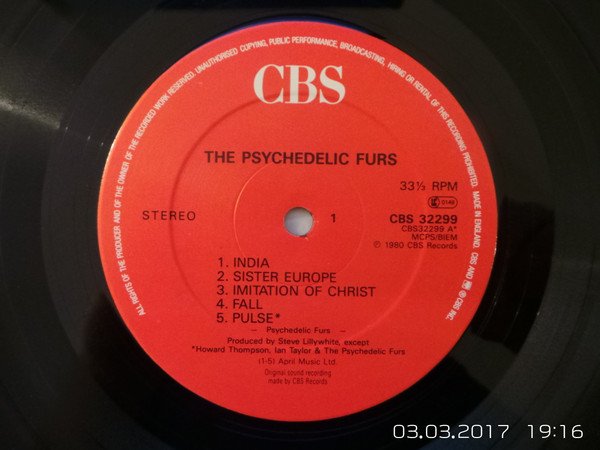 ALL RIGHTS OF THE PRODUCER AND OF THE OWNER OF THE RECORDED WORK RESERVED. UNAUTHORISED COPYING, PUBLIC PERFORMANCE, BROADCASTING, HIRING OR RENTAL OF THIS RECORDING PROHIBITED. MADE IN ENGLAND. CBS AND ℗ © CBS INC.
CBS
THE PSYCHEDELIC FURS
33⅓ RPM
0149
STEREO
1
CBS 32299
CBS32299 A*
MCPS/BIEM
℗ 1980 CBS Records
1. INDIA
2. SISTER EUROPE
3. IMITATION OF CHRIST
4. FALL
5. PULSE*
– Psychedelic Furs –
Produced by Steve Lillywhite, except
*Howard Thompson, Ian Taylor & The Psychedelic Furs
(1-5) April Music Ltd.
Original sound recording
made by CBS Records
03.03.2017 19:16